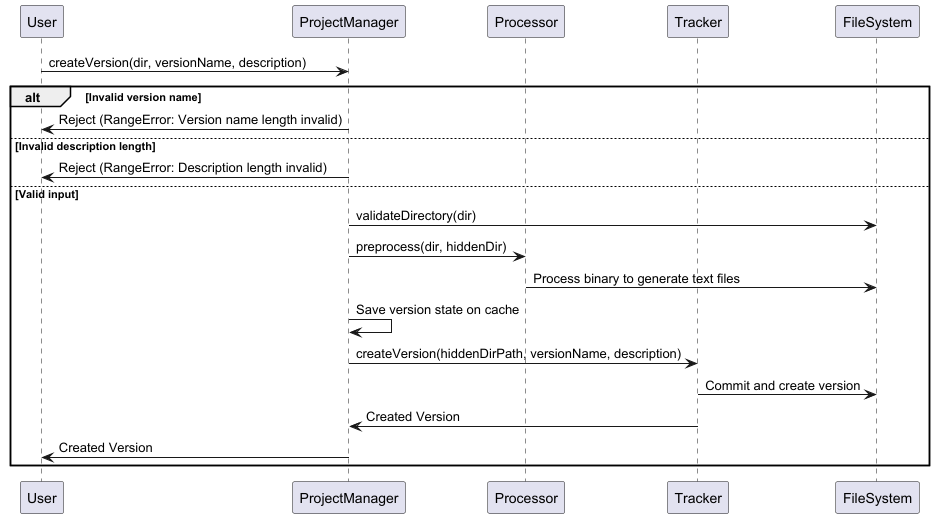 User ProjectManager Processor Tracker FileSystem
createVersion(dir, versionName, description)
alt [Invalid version name]
Reject (RangeError: Version name length invalid)
[Invalid description length]
Reject (RangeError: Description length invalid)
[Valid input]
validateDirectory(dir)
preprocess(dir, hiddenDir)
Process binary to generate text files
Save version state on cache
createVersion(hiddenDirPath, versionName, description)
Commit and create version
Created Version
Created Version
User ProjectManager Processor Tracker FileSystem